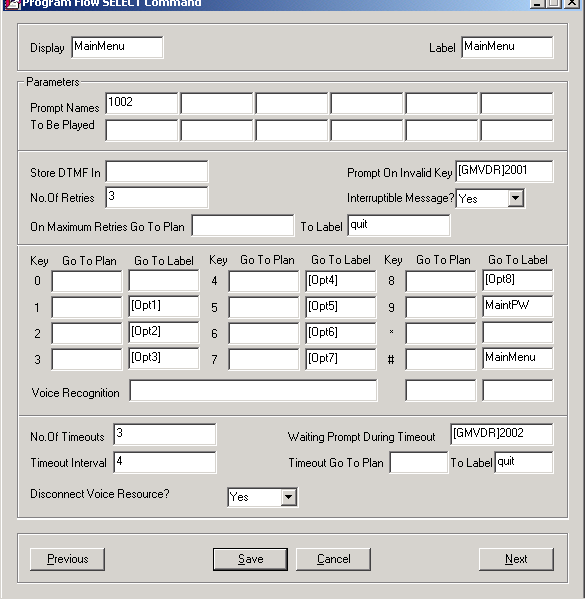 Program Flow SELECT Command
Display MainMenu Label MainMenu
Parameters
Prompt Names 1002
To Be Played
Store DTMF In Prompt On Invalid Key [GMVDR]2001
No.Of Retries 3 Interruptible Message? Yes
On Maximum Retries Go To Plan To Label quit
Key Go To Plan Go To Label Key Go To Plan Go To Label Key Go To Plan Go To Label
0 4 [Opt4] 8 [Opt8]
1 [Opt1] 5 [Opt5] 9 MaintPW
2 [Opt2] 6 [Opt6] *
3 [Opt3] 7 [Opt7] # MainMenu
Voice Recognition
No.Of Timeouts 3 Waiting Prompt During Timeout [GMVDR]2002
Timeout Interval 4 Timeout Go To Plan To Label quit
Disconnect Voice Resource? Yes
Previous Save Cancel Next